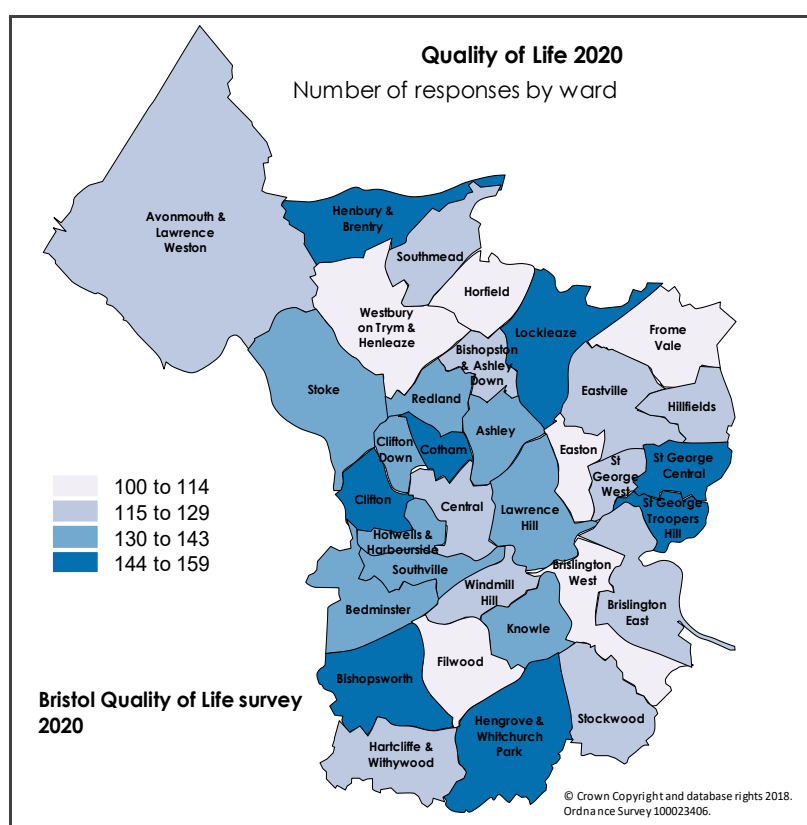 Quality of Life 2020
Number of responses by ward
Avonmouth &
Lawrence
Weston
Henbury &
Brentry
Southmead
Horfield
Westbury
on Trym &
Henleaze
Lockleaze
Frome
Vale
Bishopston
& Ashley
Down
Stoke
Redland
Eastville
Hillfields
Ashley
Clifton
Down
Cotham
Easton
St
George
West
St George
Central
Clifton
Central
Lawrence
Hill
St George
Troopers
Hill
Hotwells &
Harbourside
Southville
Windmill
Hill
Brislington
West
Bedminster
Knowle
Brislington
East
Filwood
Bishopsworth
Hengrove &
Whitchurch
Park
Stockwood
Hartcliffe &
Withywood
100 to 114
115 to 129
130 to 143
144 to 159
Bristol Quality of Life survey
2020
© Crown Copyright and database rights 2018.
Ordnance Survey 100023406.